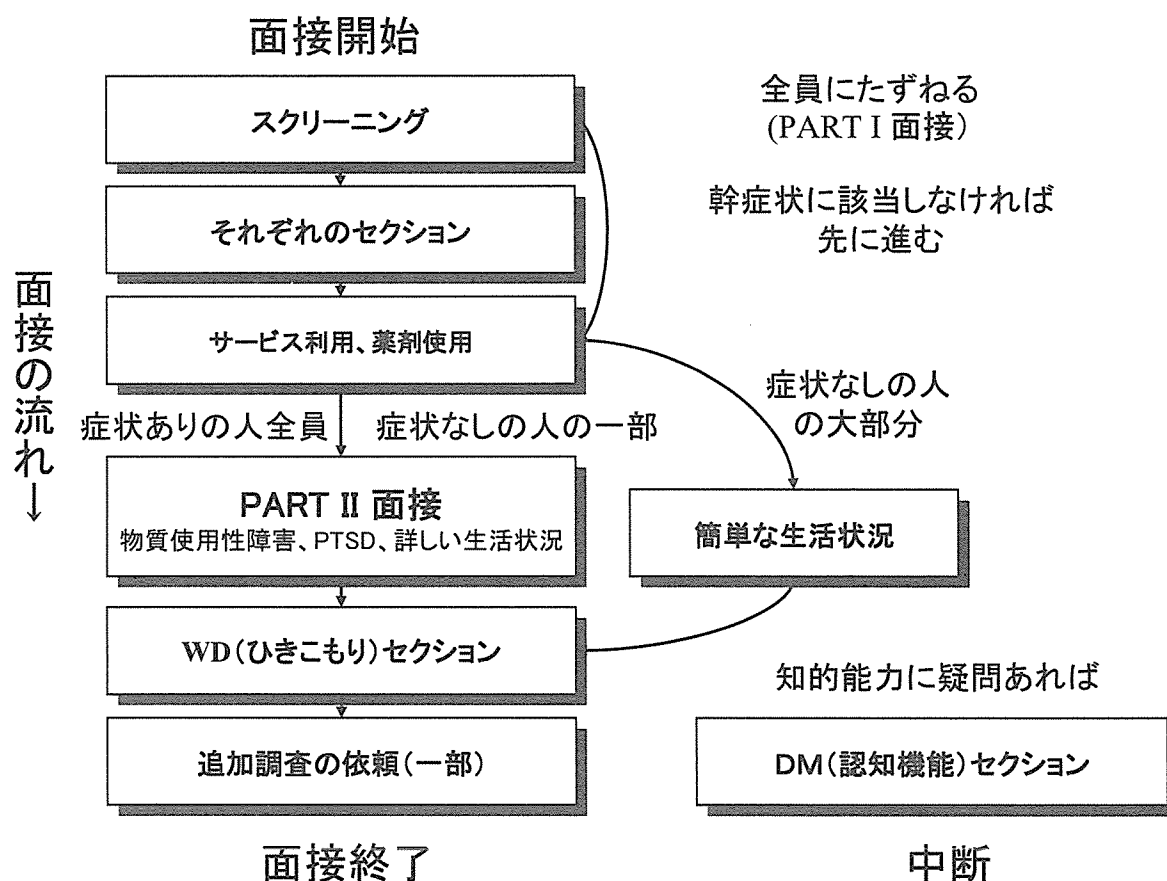 面接開始
スクリーニング
全員にたずねる
(PART I 面接)
それぞれのセクション
幹症状に該当しなければ
先に進む
面接の流れ→
サービス利用、薬剤使用
症状なしの人
の大部分
症状ありの人全員
症状なしの人の一部
PART II 面接
物質使用性障害、PTSD、詳しい生活状況
簡単な生活状況
WD(ひきこもり)セクション
知的能力に疑問あれば
追加調査の依頼(一部)
DM(認知機能)セクション
面接終了
中断